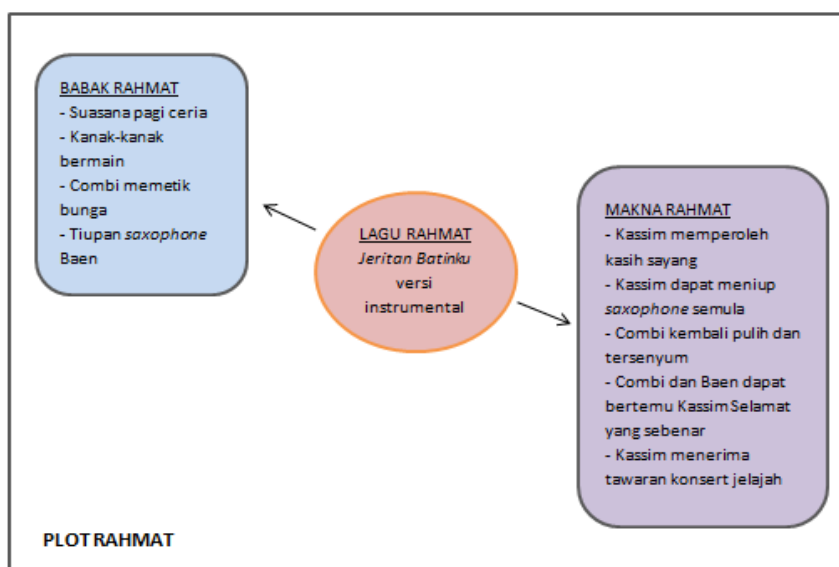 BABAK RAHMAT
- Suasana pagi ceria
- Kanak-kanak
bermain
- Combi memetik
bunga
- Tiupan saxophone
Baen
LAGU RAHMAT
Jeritan Batinku
versi
instrumental
MAKNA RAHMAT
- Kassim memperoleh
kasih sayang
- Kassim dapat meniup
saxophone semula
- Combi kembali pulih dan
tersenyum
- Combi dan Baen dapat
bertemu Kassim Selamat
yang sebenar
- Kassim menerima
tawaran konsert jelajah
PLOT RAHMAT